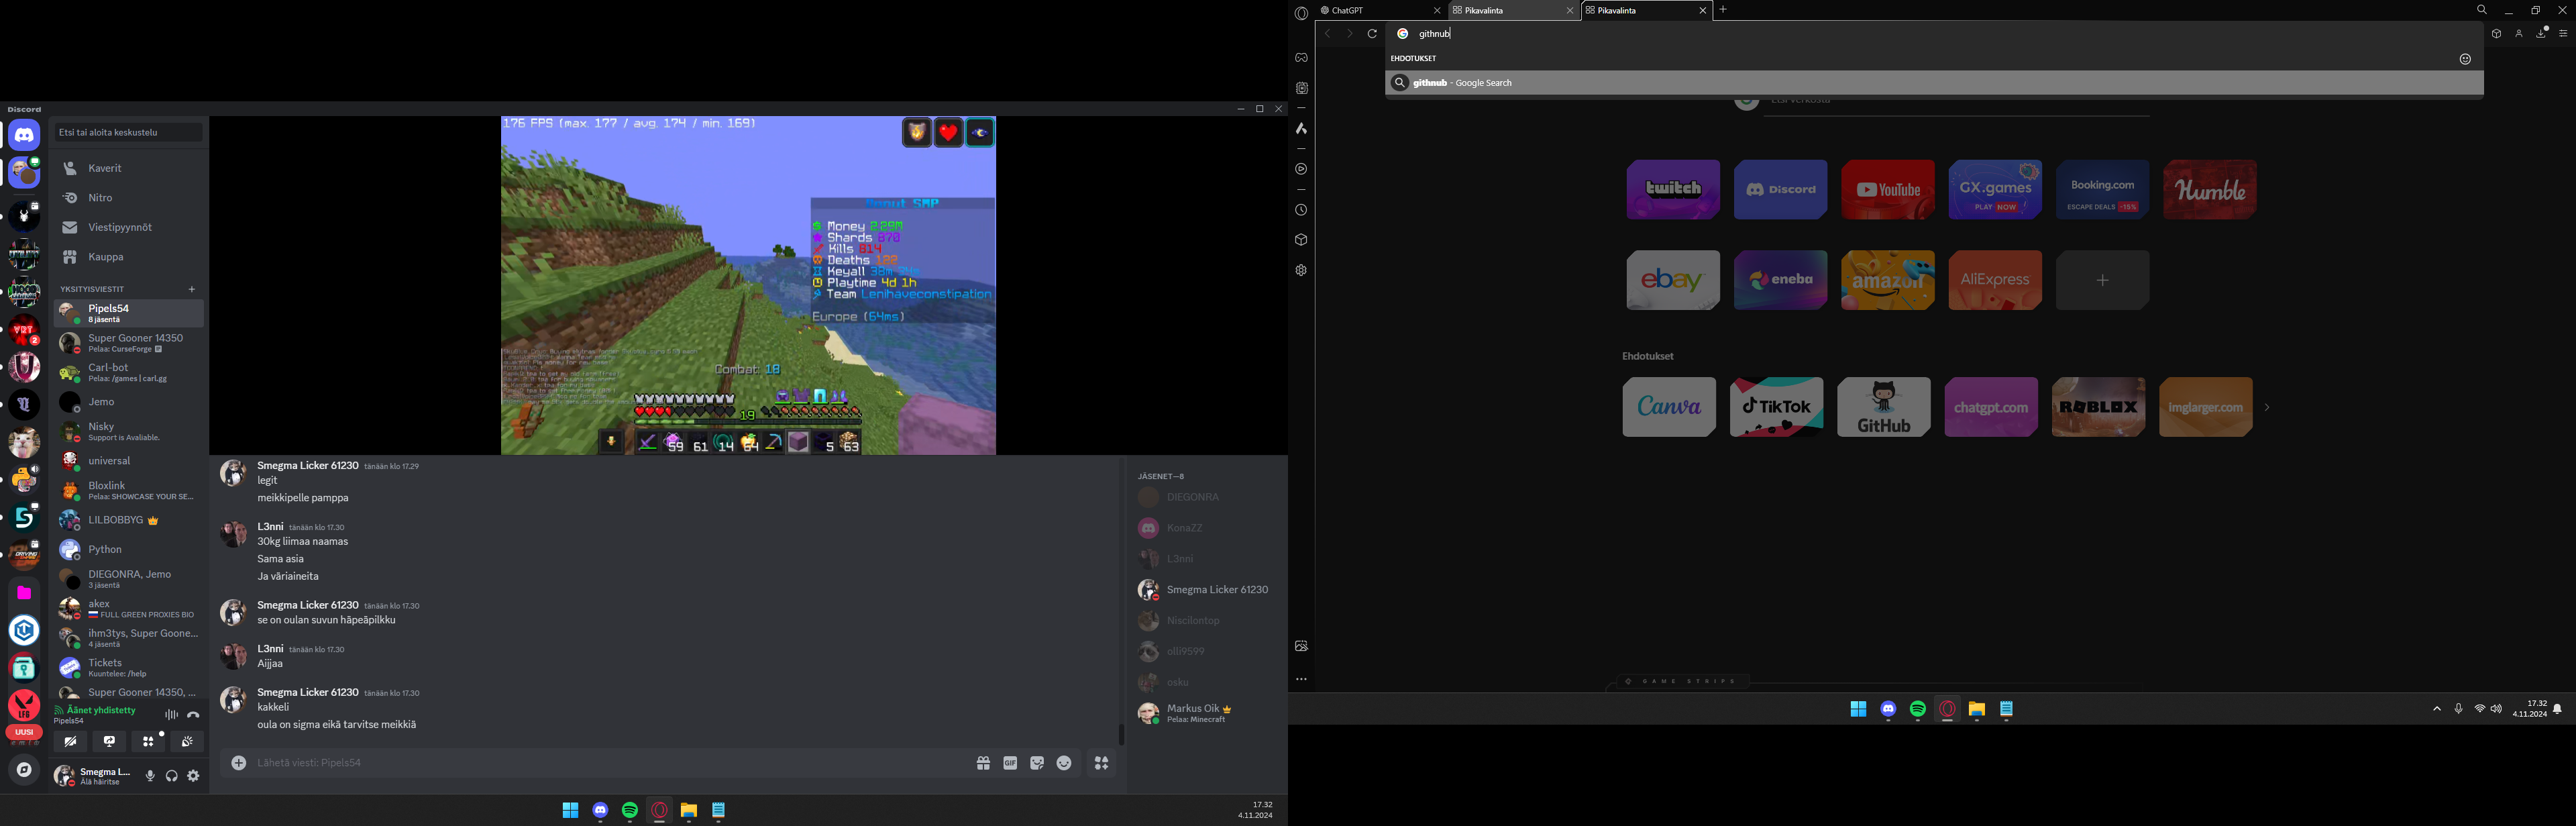 Discord
Etsi tai aloita keskustelu
Kaverit
Nitro
Viestipyynnöt
Kauppa
YKSITYISVIESTIT
Pipels54
8 jäsentä
Super Gooner 14350
Pelaa: CurseForge
Carl-bot
Pelaa: /games | carl.gg
Jemo
Nisky
Support is Avaliable.
universal
Bloxlink
Pelaa: SHOWCASE YOUR SE...
LILBOBBYG
Python
DIEGONRA, Jemo
3 jäsentä
akex
FULL GREEN PROXIES BIO
ihm3tys, Super Goone...
4 jäsentä
Tickets
Kuuntelee: /help
Super Gooner 14350, ...
Äänet yhdistetty
Pipels54
Smegma L...
Älä häiritse
2
LFG
UUSI
176 FPS (max. 177 / avg. 174 / min. 169)
Donut SMP
Money 2.29M
Shards 870
Kills 814
Deaths 122
Keyall 38m 34s
Playtime 4d 1h
Team Lenihaveconstipation
Europe (64ms)
Combat: 18
19
59 61 14 64 5 63
Smegma Licker 61230 tänään klo 17.29
legit
meikkipelle pamppa
L3nni tänään klo 17.30
30kg liimaa naamas
Sama asia
Ja väriaineita
Smegma Licker 61230 tänään klo 17.30
se on oulan suvun häpeäpilkku
L3nni tänään klo 17.30
Aijjaa
Smegma Licker 61230 tänään klo 17.30
kakkeli
oula on sigma eikä tarvitse meikkiä
Lähetä viesti: Pipels54
GIF
JÄSENET—8
DIEGONRA
KonaZZ
L3nni
Smegma Licker 61230
Niscilontop
olli9599
osku
Markus Oik
Pelaa: Minecraft
17.32
4.11.2024
ChatGPT
Pikavalinta
Pikavalinta
githnub
EHDOTUKSET
githnub - Google Search
Etsi verkosta
twitch
Discord
YouTube
GX.games
PLAY NOW
Booking.com
ESCAPE DEALS -15%
Humble
ebay
eneba
amazon
AliExpress
Ehdotukset
Canva
TikTok
GitHub
chatgpt.com
ROBLOX
imglarger.com
GAME STRIPS
17.32
4.11.2024